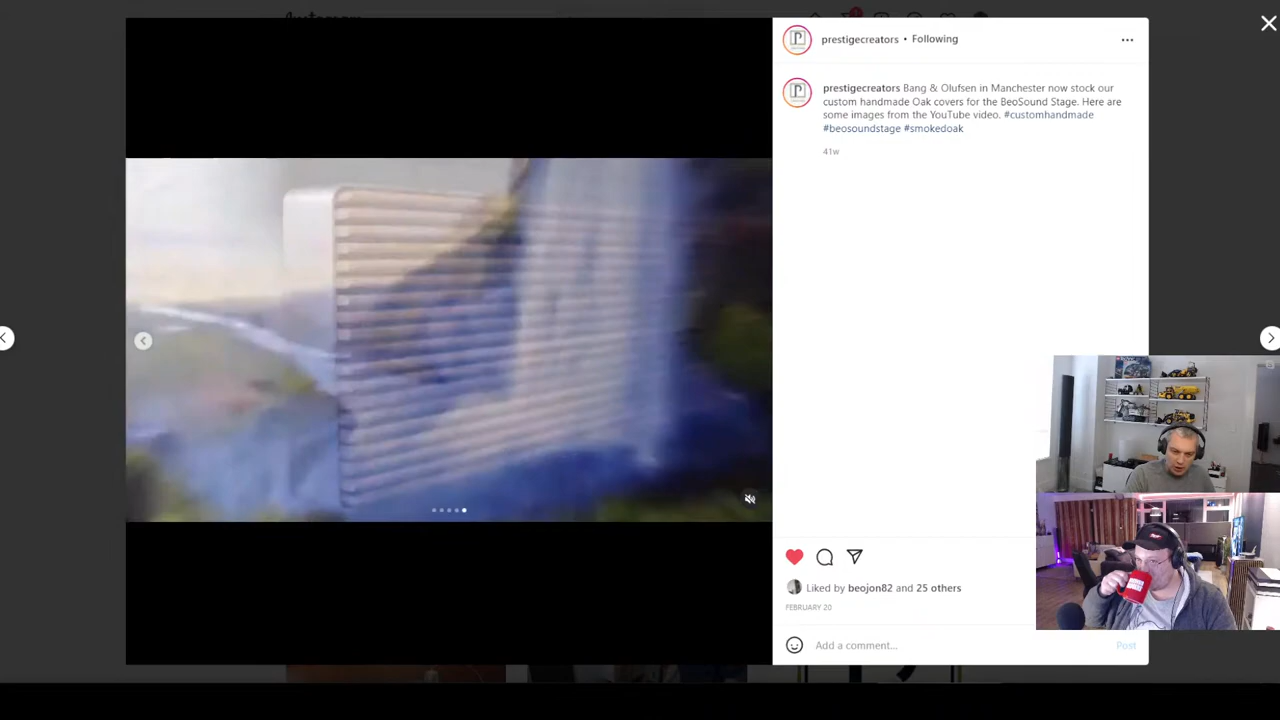 prestigecreators • Following
prestigecreators Bang & Olufsen in Manchester now stock our
custom handmade Oak covers for the BeoSound Stage. Here are
some images from the YouTube video. #customhandmade
#beosoundstage #smokedoak
41w
Liked by beojon82 and 25 others
FEBRUARY 20
Add a comment...
Post